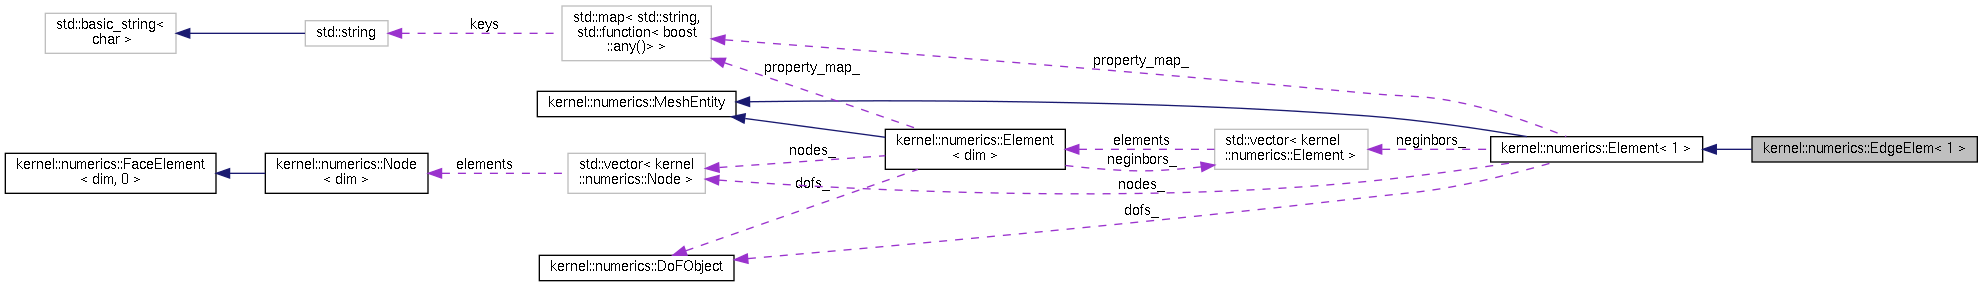 std::basic_string<
char >
std::string
keys
std::map< std::string,
std::function< boost
::any()> >
property_map_
property_map_
kernel::numerics::MeshEntity
kernel::numerics::FaceElement
< dim, 0 >
kernel::numerics::Node
< dim >
elements
std::vector< kernel
::numerics::Node >
nodes_
dofs_
kernel::numerics::Element
< dim >
elements
neginbors_
std::vector< kernel
::numerics::Element >
neginbors_
kernel::numerics::Element< 1 >
kernel::numerics::EdgeElem< 1 >
nodes_
dofs_
kernel::numerics::DoFObject